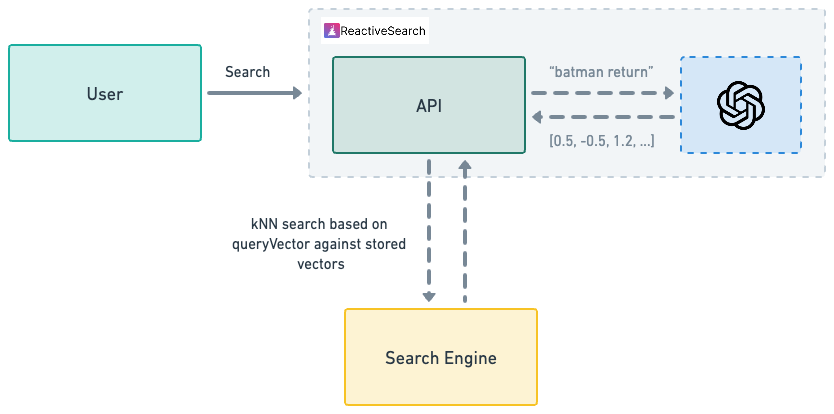 ReactiveSearch
User
Search
API
“batman return”
[0.5, -0.5, 1.2, ...]
kNN search based on
queryVector against stored
vectors
Search Engine